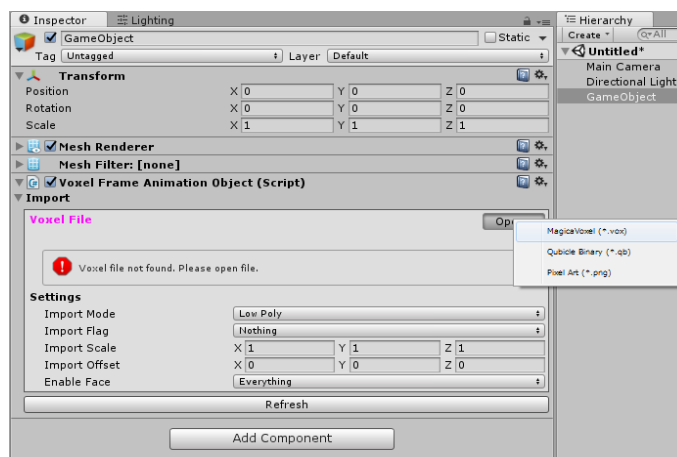 Inspector Lighting
GameObject Static
Tag Untagged Layer Default
Transform
Position X 0 Y 0 Z 0
Rotation X 0 Y 0 Z 0
Scale X 1 Y 1 Z 1
Mesh Renderer
Mesh Filter: [none]
Voxel Frame Animation Object (Script)
Import
Voxel File
Voxel file not found. Please open file.
Settings
Import Mode Low Poly
Import Flag Nothing
Import Scale X 1 Y 1 Z 1
Import Offset X 0 Y 0 Z 0
Enable Face Everything
Refresh
Add Component
Hierarchy
Create All
Untitled*
Main Camera
Directional Light
GameObject
MagicaVoxel (*.vox)
Qubicle Binary (*.qb)
Pixel Art (*.png)